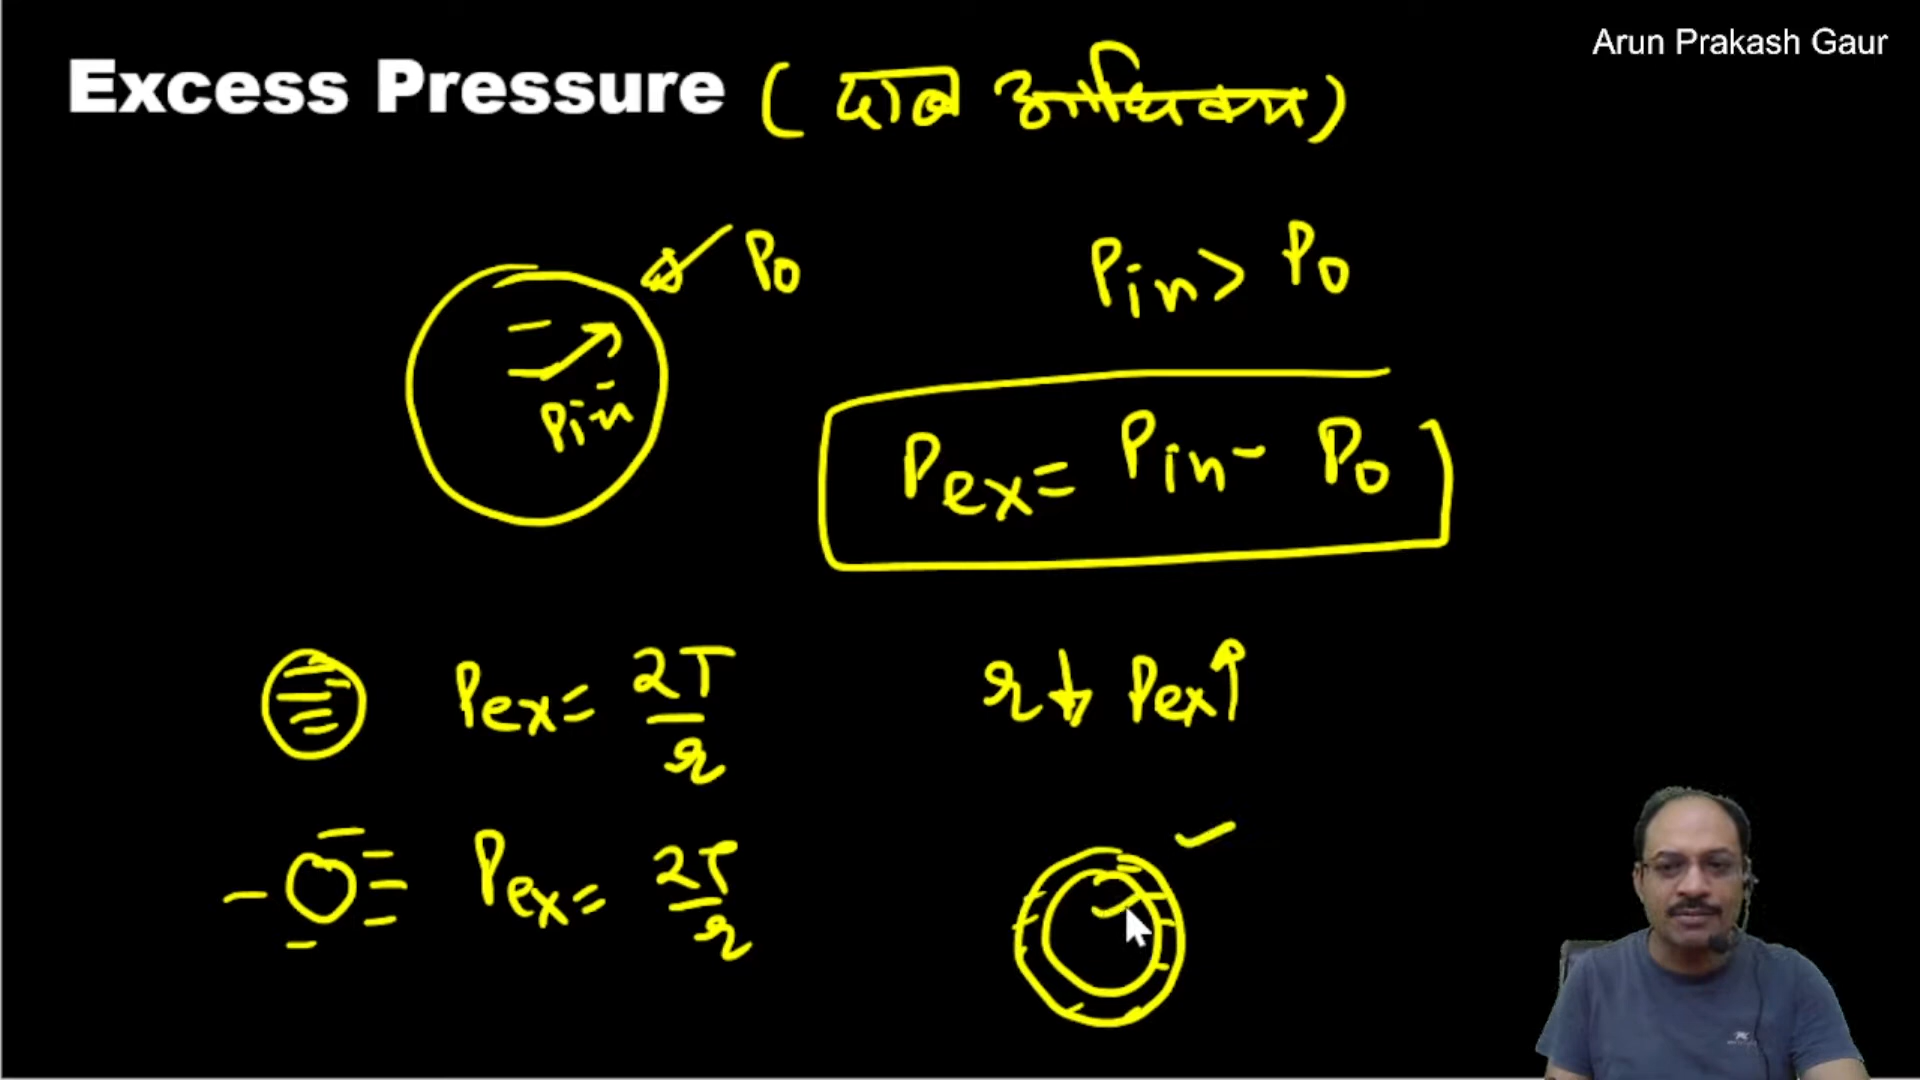 Arun Prakash Gaur
Excess Pressure (दाब आधिक्य)
P0
Pin > P0
Pin
Pex = Pin - P0
Pex = 2T/r
r↓ Pex↑
Pex = 2T/r